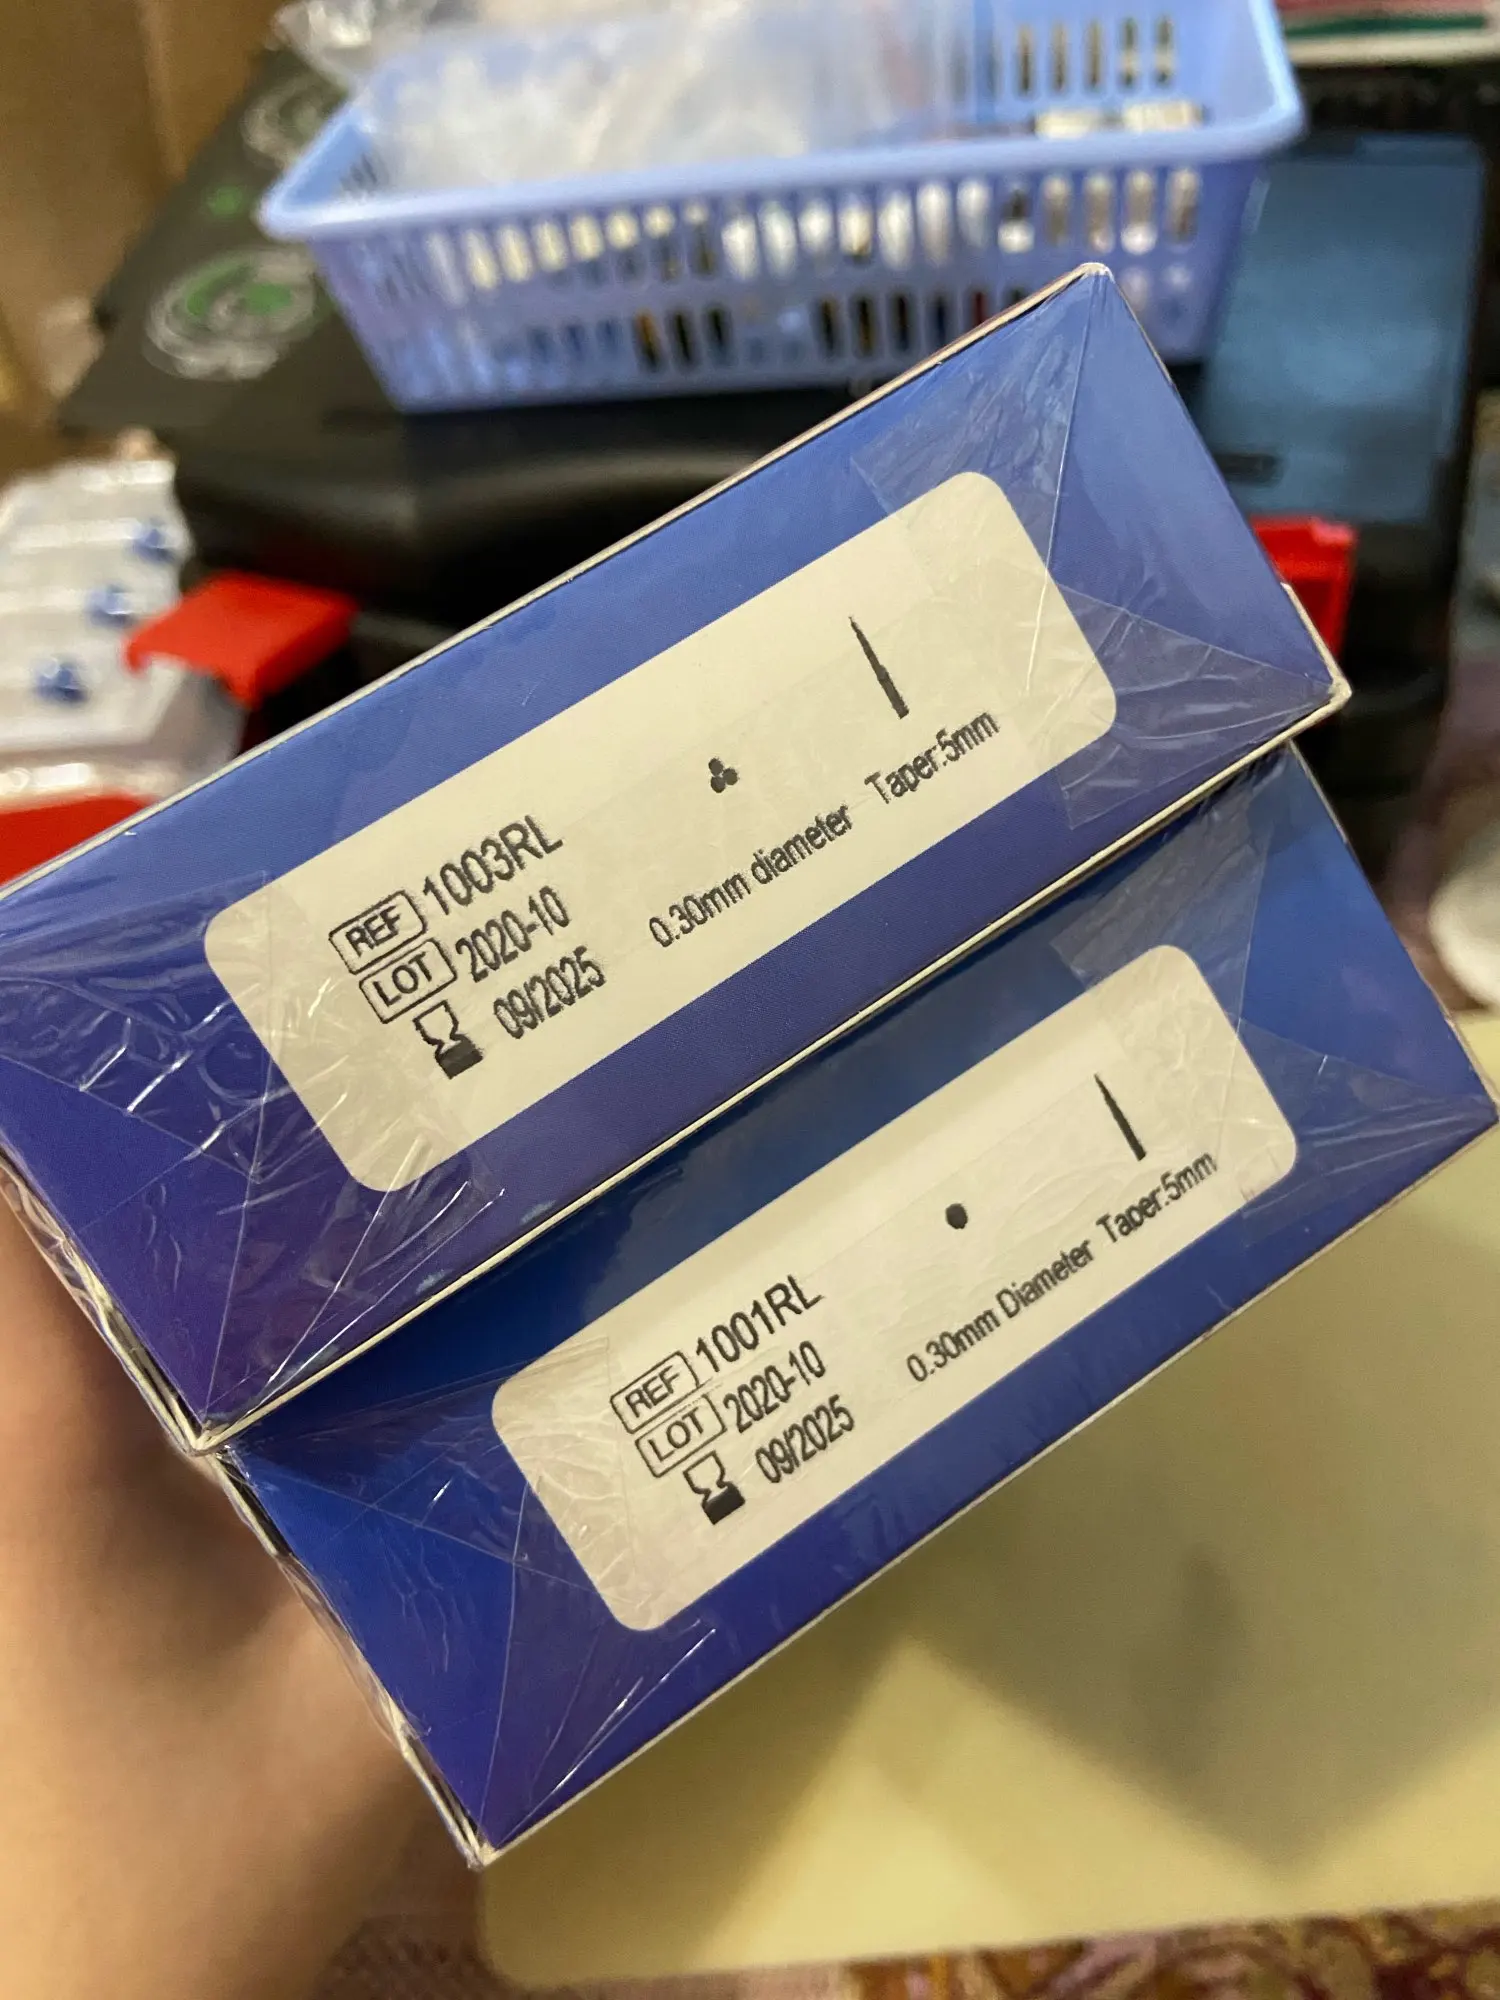 REF 1003RL
LOT 2020-10
09/2025
0.30mm diameter Taper:5mm
REF 1001RL
LOT 2020-10
09/2025
0.30mm Diameter Taper:5mm